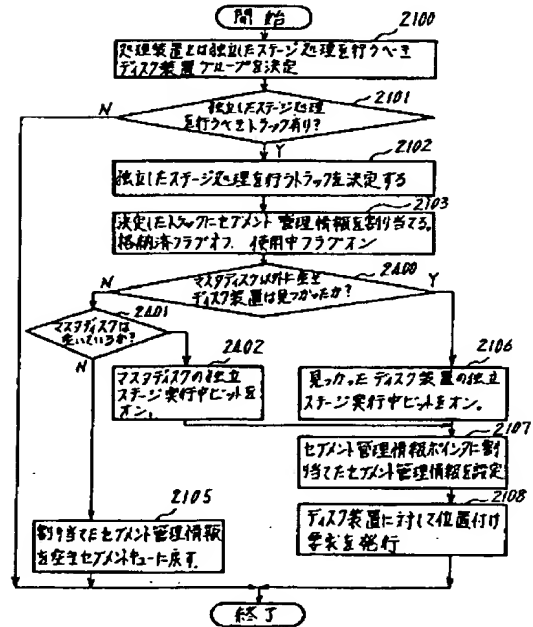 開始
2100
処理装置とは独立したステージ処理を行うべき
ディスク装置グループを決定
2101
N
独立したステージ処理
を行うべきトラック有り?
Y
2102
独立したステージ処理を行うトラックを決定する
2103
決定したトラックにセグメント管理情報を割り当てる。
格納済フラグオフ、使用中フラグオン
2400
N
マスタディスク以外に空き
ディスク装置は見つかったか?
Y
2401
マスタディスクは
空いているか?
N
2402
マスタディスクの独立
ステージ実行中ビットを
オン。
2106
見つかったディスク装置の独立
ステージ実行中ビットをオン。
2107
セグメント管理情報ポインタに割
り当てたセグメント管理情報を設定
2105
割り当てたセグメント管理情報
を空きセグメントキューに戻す。
2108
ディスク装置に対して位置付け
要求を発行
終了